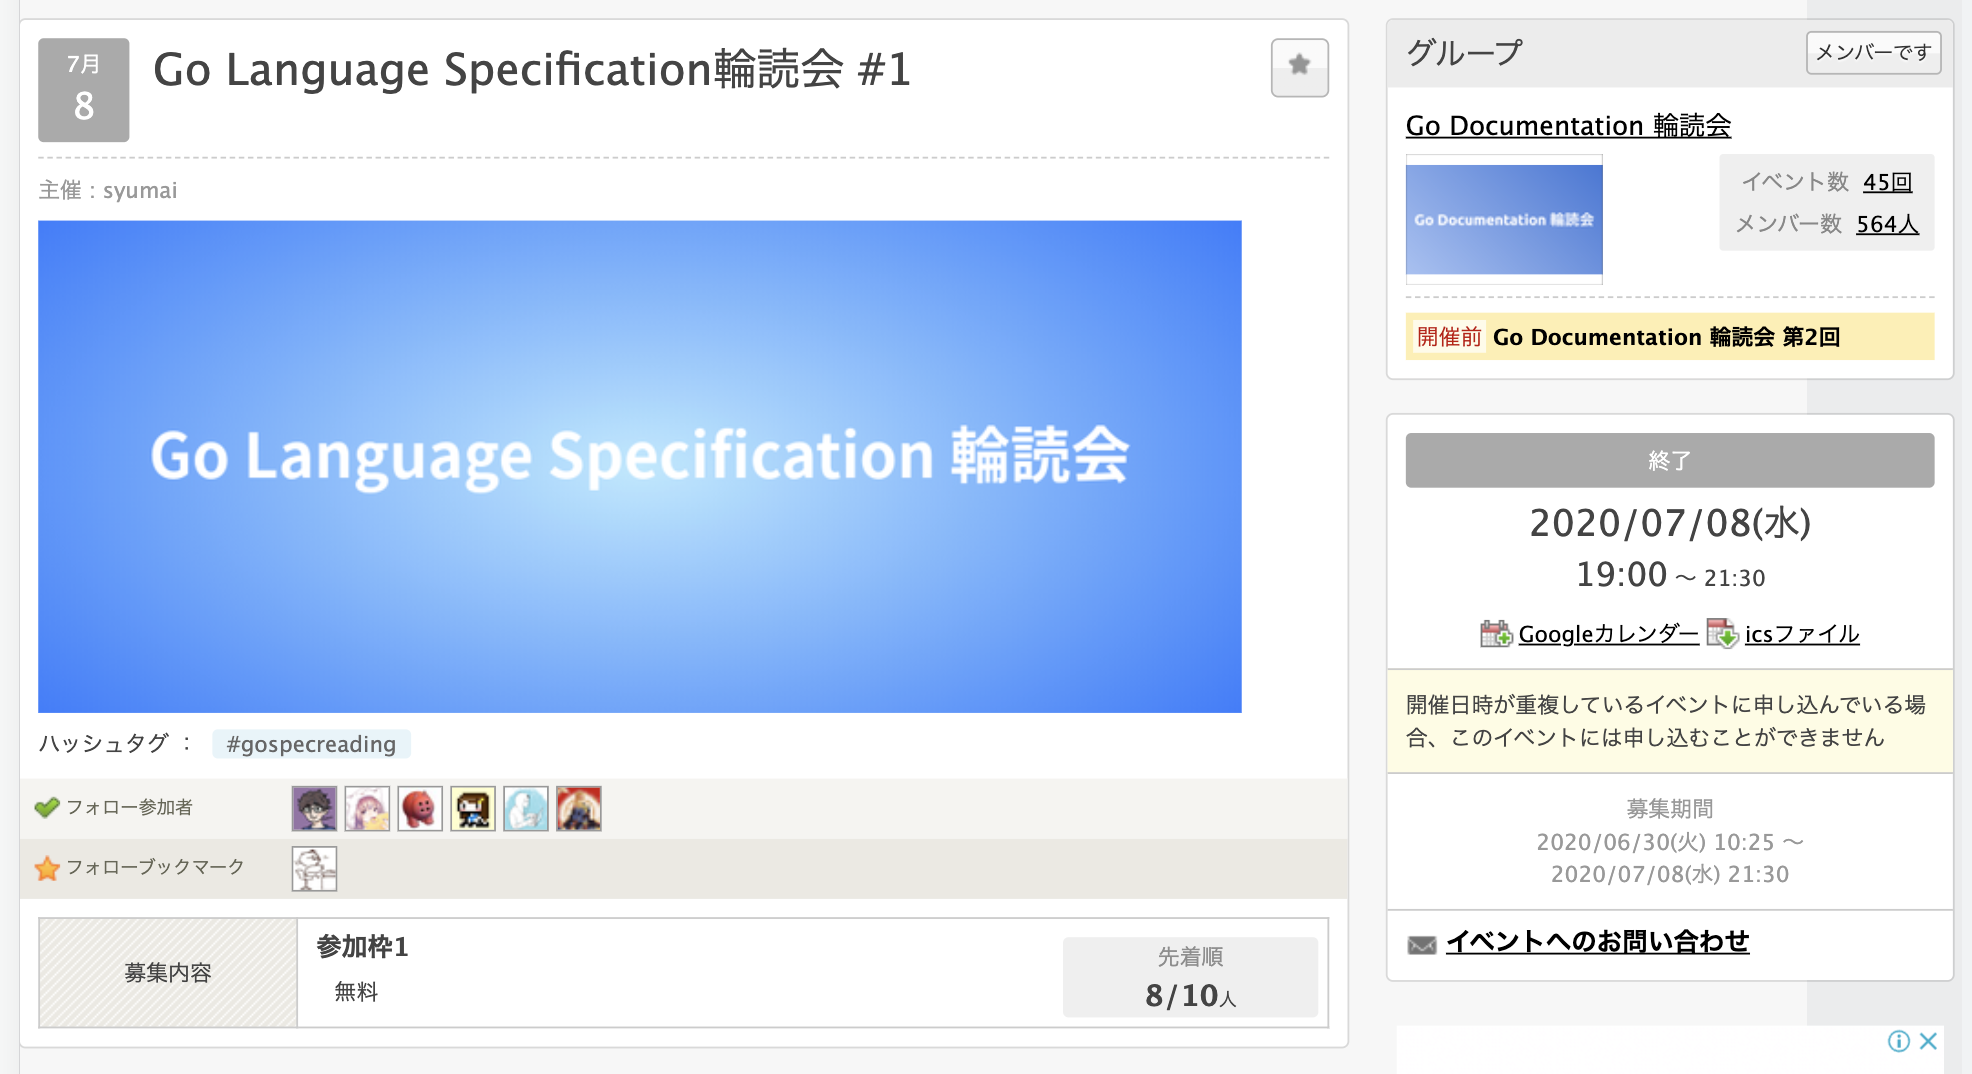 7月
8
Go Language Specification輪読会 #1
主催 : syumai
Go Language Specification 輪読会
ハッシュタグ ： #gospecreading
フォロー参加者
フォローブックマーク
募集内容
参加枠1
無料
先着順
8/10人
グループ
メンバーです
Go Documentation 輪読会
Go Documentation 輪読会
イベント数 45回
メンバー数 564人
開催前 Go Documentation 輪読会 第2回
終了
2020/07/08(水)
19:00 〜 21:30
Googleカレンダー icsファイル
開催日時が重複しているイベントに申し込んでいる場
合、このイベントには申し込むことができません
募集期間
2020/06/30(火) 10:25 〜
2020/07/08(水) 21:30
イベントへのお問い合わせ